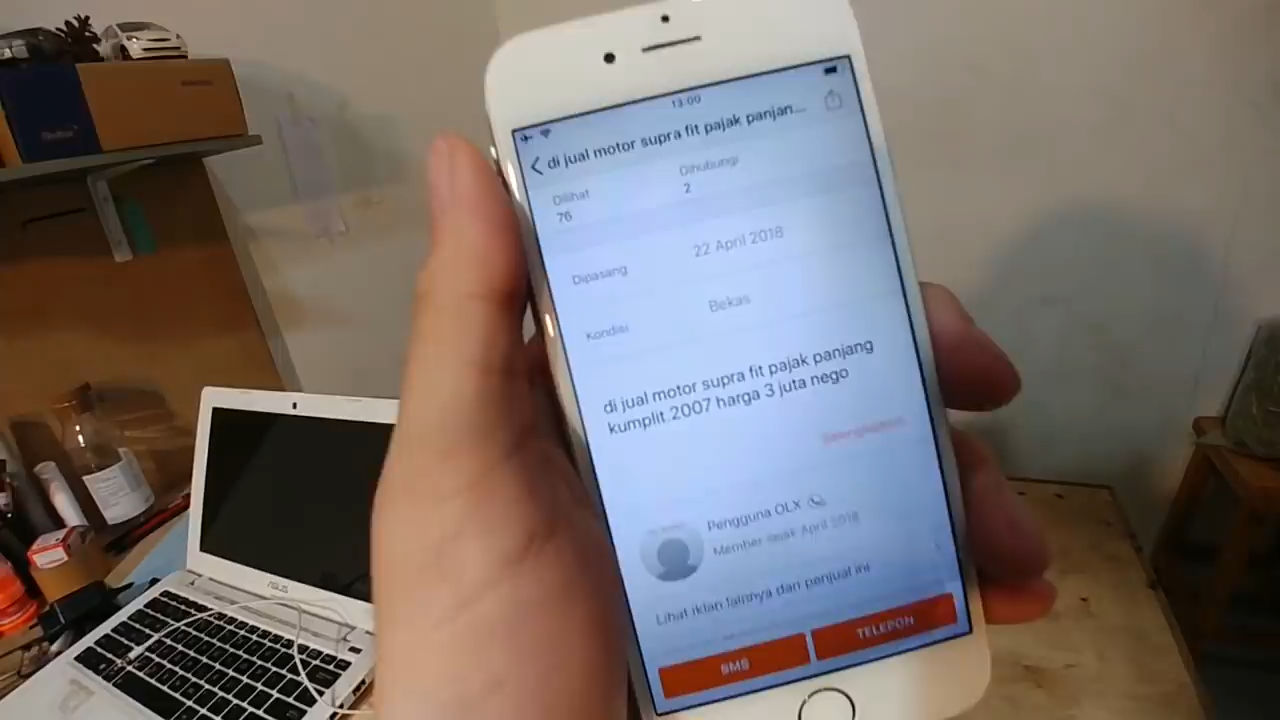 13.00
di jual motor supra fit pajak panjan...
Dilihat
Dihubungi
76
2
Dipasang
22 April 2018
Kondisi
Bekas
di jual motor supra fit pajak panjang
kumplit.2007 harga 3 juta nego
Pengguna OLX
Member sejak April 2018
Lihat iklan lainnya dari penjual ini
SMS
TELEPON
ASUS